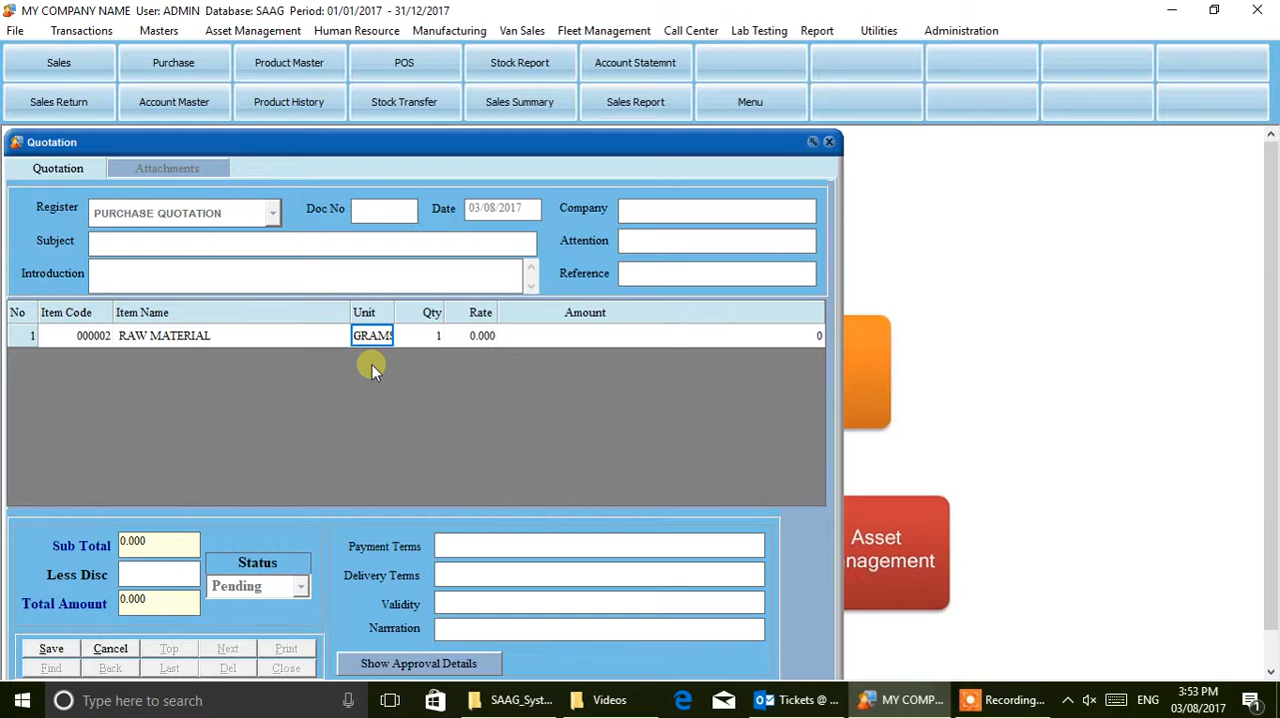 MY COMPANY NAME User: ADMIN Database: SAAG Period: 01/01/2017 - 31/12/2017
File Transactions Masters Asset Management Human Resource Manufacturing Van Sales Fleet Management Call Center Lab Testing Report Utilities Administration
Sales Purchase Product Master POS Stock Report Account Statemnt
Sales Return Account Master Product History Stock Transfer Sales Summary Sales Report Menu
Quotation
Quotation Attachments
Register PURCHASE QUOTATION Doc No Date 03/08/2017 Company
Subject Attention
Introduction Reference
No Item Code Item Name Unit Qty Rate Amount
1 000002 RAW MATERIAL GRAMS 1 0.000 0
Asset
nagement
Sub Total 0.000 Status Payment Terms
Less Disc Pending Delivery Terms
Total Amount 0.000 Validity
Narration
Save Cancel Top Next Print
Find Back Last Del Close
Show Approval Details
Type here to search SAAG_Syst... Videos Tickets @ ... MY COMP... Recording... ENG 3:53 PM
03/08/2017 1